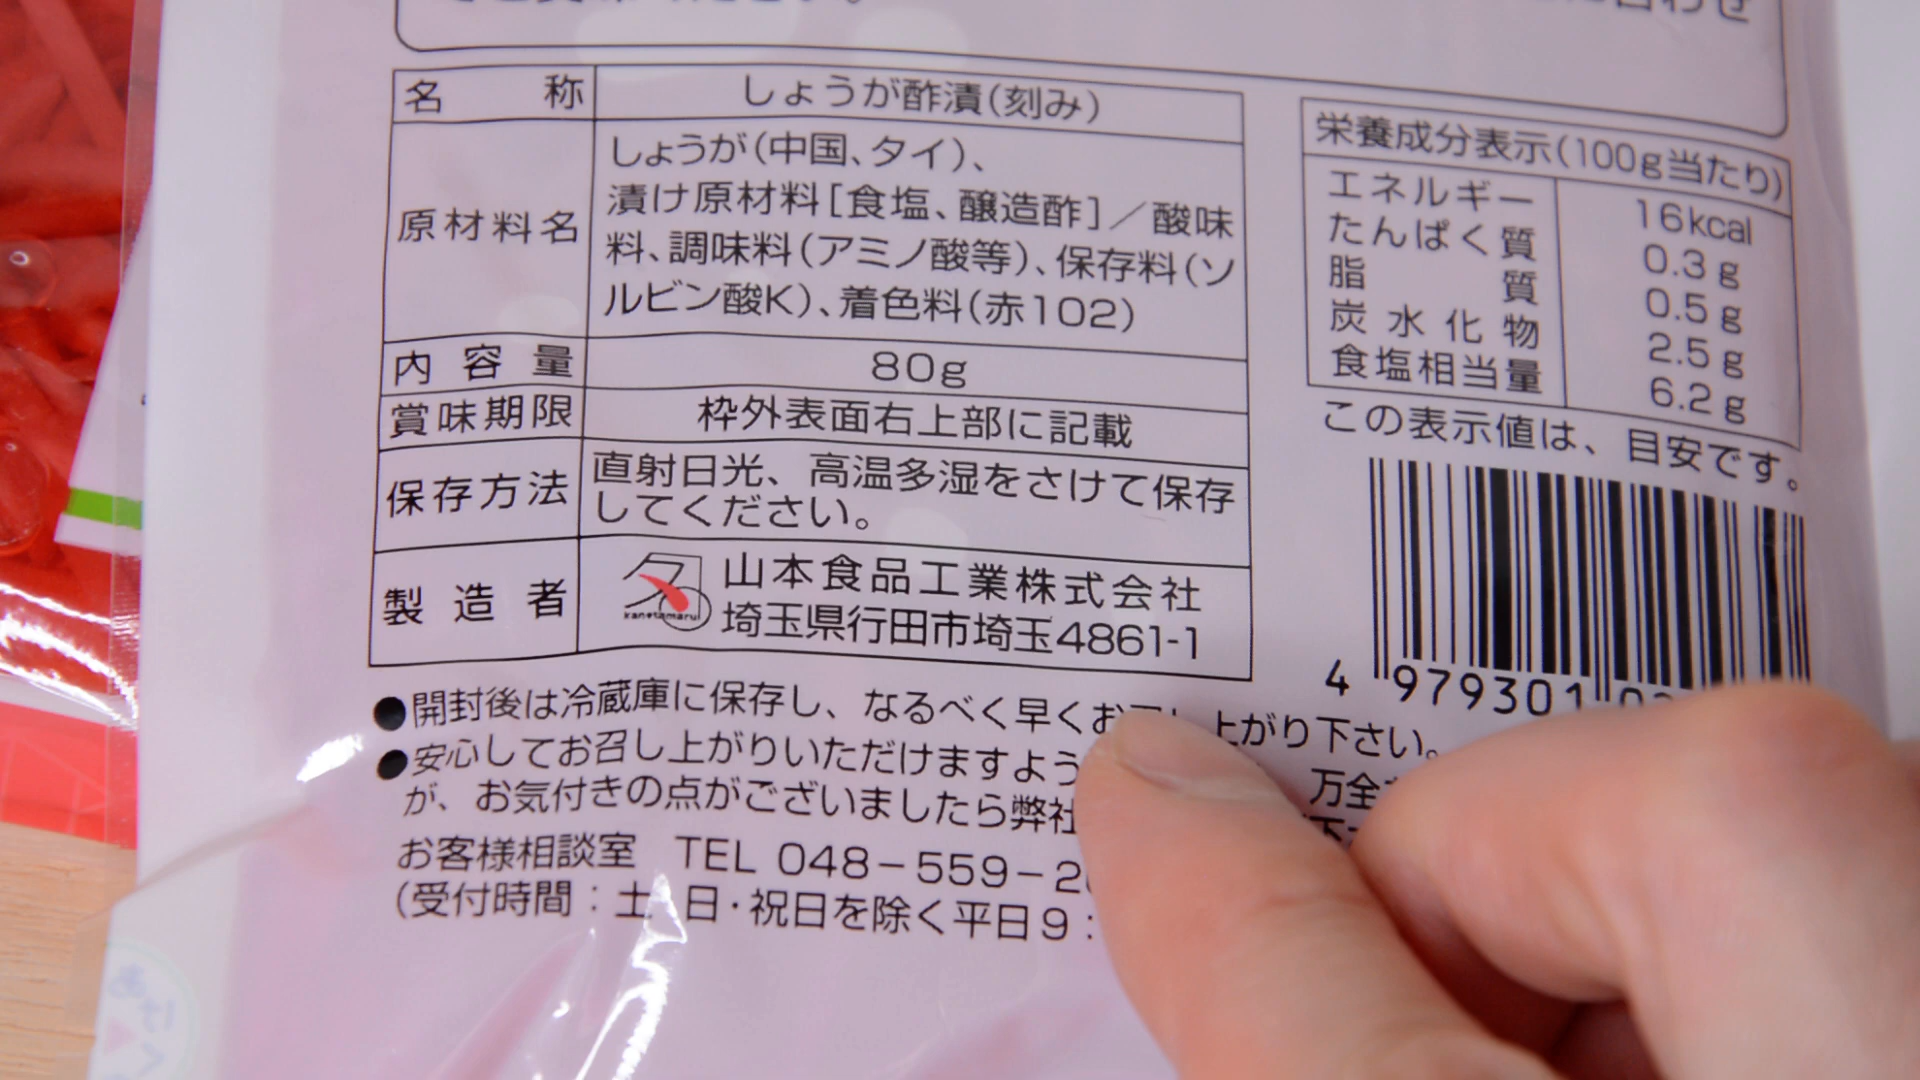 名称 しょうが酢漬(刻み)
原材料名 しょうが(中国、タイ)、
漬け原材料[食塩、醸造酢]/酸味
料、調味料(アミノ酸等)、保存料(ソ
ルビン酸K)、着色料(赤102)
内容量 80g
賞味期限 枠外表面右上部に記載
保存方法 直射日光、高温多湿をさけて保存
してください。
製造者 kanetamarui 山本食品工業株式会社
埼玉県行田市埼玉4861-1
栄養成分表示(100g当たり)
エネルギー 16kcal
たんぱく質 0.3g
脂質 0.5g
炭水化物 2.5g
食塩相当量 6.2g
この表示値は、目安です。
4 979301
●開封後は冷蔵庫に保存し、なるべく早くお 上がり下さい。
●安心してお召し上がりいただけますよう 万全
が、お気付きの点がございましたら弊社
お客様相談室 TEL 048-559-2
(受付時間:土 日・祝日を除く平日9: